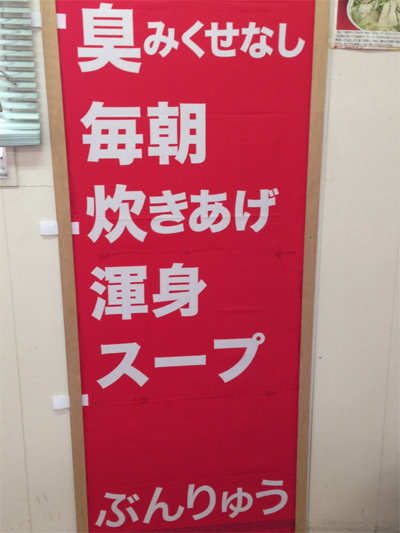 臭みくせなし
毎朝
炊きあげ
渾身
スープ
ぶんりゅう